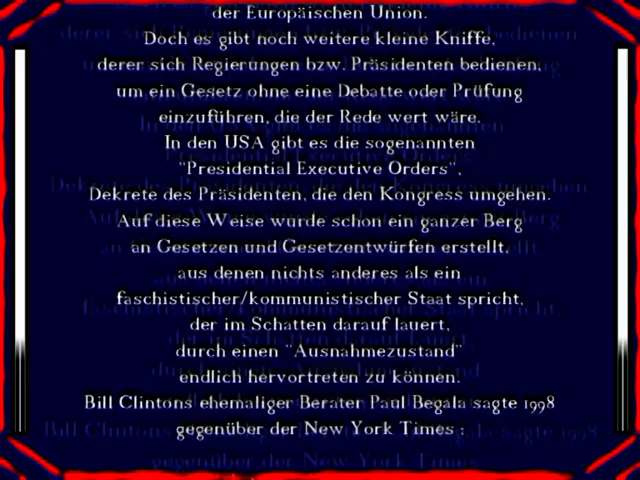 der Europäischen Union.
Doch es gibt noch weitere kleine Kniffe,
derer sich Regierungen bzw. Präsidenten bedienen,
um ein Gesetz ohne eine Debatte oder Prüfung
einzuführen, die der Rede wert wäre.
In den USA gibt es die sogenannten
"Presidential Executive Orders",
Dekrete des Präsidenten, die den Kongress umgehen.
Auf diese Weise wurde schon ein ganzer Berg
an Gesetzen und Gesetzentwürfen erstellt,
aus denen nichts anderes als ein
faschistischer/kommunistischer Staat spricht,
der im Schatten darauf lauert,
durch einen "Ausnahmezustand"
endlich hervortreten zu können.
Bill Clintons ehemaliger Berater Paul Begala sagte 1998
gegenüber der New York Times :